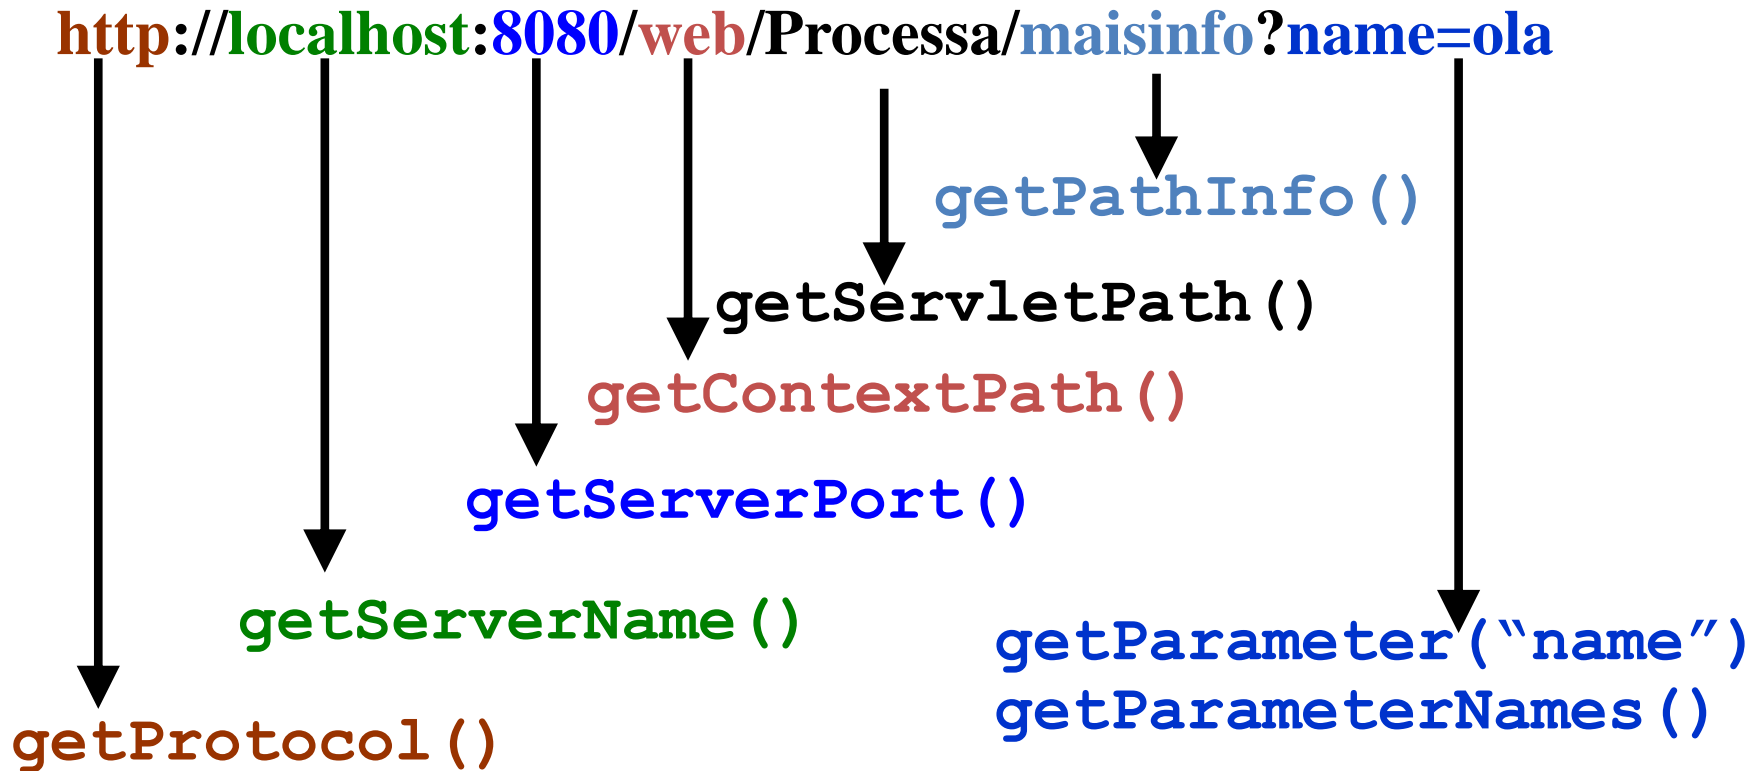 http://localhost:8080/web/Processa/maisinfo?name=ola
getPathInfo()
getServletPath()
getContextPath()
getServerPort()
getServerName()
getParameter(“name”)
getParameterNames()
getProtocol()